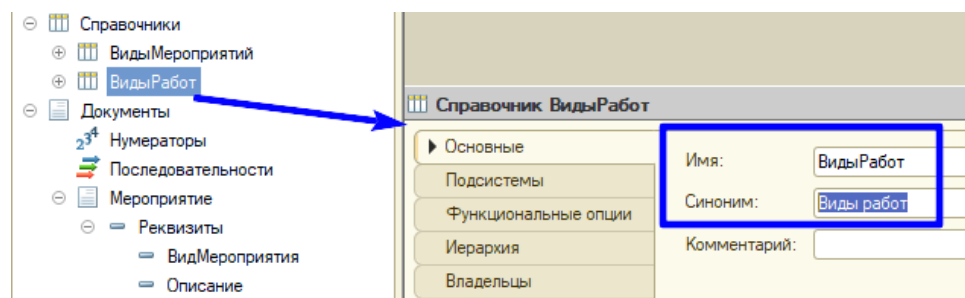 Справочники
ВидыМероприятий
ВидыРабот
Документы
Нумераторы
Последовательности
Мероприятие
Реквизиты
ВидМероприятия
Описание
Справочник ВидыРабот
Основные
Подсистемы
Функциональные опции
Иерархия
Владельцы
Имя: ВидыРабот
Синоним: Виды работ
Комментарий: